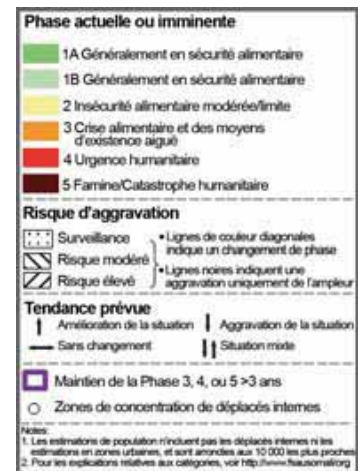 Phase actuelle ou imminente
1A Généralement en sécurité alimentaire
1B Généralement en sécurité alimentaire
2 Insécurité alimentaire modérée/limite
3 Crise alimentaire et des moyens
d'existence aiguë
4 Urgence humanitaire
5 Famine/Catastrophe humanitaire
Risque d'aggravation
Surveillance
Risque modéré
Risque élevé
• Lignes de couleur diagonales
indique un changement de phase
• Lignes noires indiquent une
aggravation uniquement de l'ampleur
Tendance prévue
Amélioration de la situation
Aggravation de la situation
Sans changement
Situation mixte
Maintien de la Phase 3, 4, ou 5 >3 ans
Zones de concentration de déplacés internes
Notes:
1. Les estimations de population n'incluent pas les déplacés internes ni les
estimations en zones urbaines, et sont arrondies aux 10 000 les plus proches
2. Pour les explications relatives aux catégories, voir